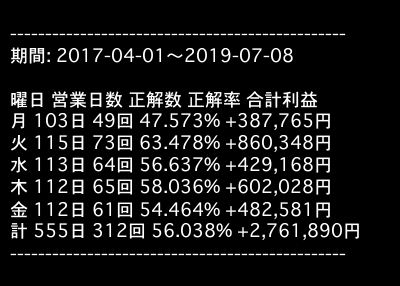 ------------------------------------------------
期間: 2017-04-01～2019-07-08
曜日 営業日数 正解数 正解率 合計利益
月 103日 49回 47.573% +387,765円
火 115日 73回 63.478% +860,348円
水 113日 64回 56.637% +429,168円
木 112日 65回 58.036% +602,028円
金 112日 61回 54.464% +482,581円
計 555日 312回 56.038% +2,761,890円
------------------------------------------------